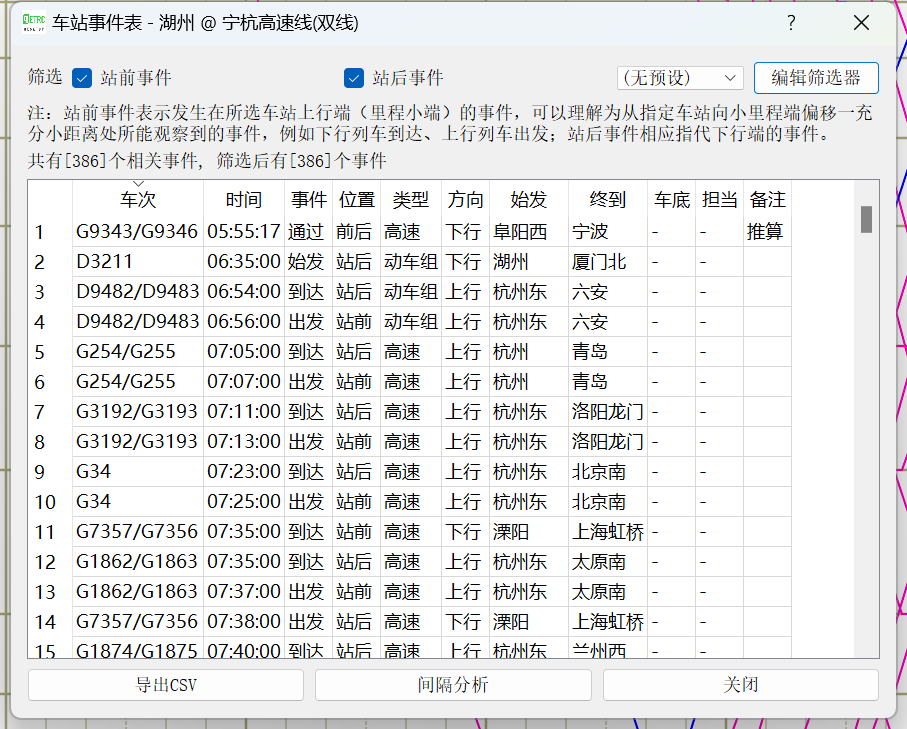 车站事件表 - 湖州 @ 宁杭高速线(双线)
筛选 站前事件 站后事件 (无预设) 编辑筛选器
注：站前事件表示发生在所选车站上行端（里程小端）的事件，可以理解为从指定车站向小里程端偏移一充
分小距离处所能观察到的事件，例如下行列车到达、上行列车出发；站后事件相应指代下行端的事件。
共有[386]个相关事件, 筛选后有[386]个事件
车次 时间 事件 位置 类型 方向 始发 终到 车底 担当 备注
1 G9343/G9346 05:55:17 通过 前后 高速 下行 阜阳西 宁波 - - 推算
2 D3211 06:35:00 始发 站后 动车组 下行 湖州 厦门北 - -
3 D9482/D9483 06:54:00 到达 站后 动车组 上行 杭州东 六安 - -
4 D9482/D9483 06:56:00 出发 站前 动车组 上行 杭州东 六安 - -
5 G254/G255 07:05:00 到达 站后 高速 上行 杭州 青岛 - -
6 G254/G255 07:07:00 出发 站前 高速 上行 杭州 青岛 - -
7 G3192/G3193 07:11:00 到达 站后 高速 上行 杭州东 洛阳龙门 - -
8 G3192/G3193 07:13:00 出发 站前 高速 上行 杭州东 洛阳龙门 - -
9 G34 07:23:00 到达 站后 高速 上行 杭州东 北京南 - -
10 G34 07:25:00 出发 站前 高速 上行 杭州东 北京南 - -
11 G7357/G7356 07:35:00 到达 站前 高速 下行 溧阳 上海虹桥 - -
12 G1862/G1863 07:35:00 到达 站后 高速 上行 杭州东 太原南 - -
13 G1862/G1863 07:37:00 出发 站前 高速 上行 杭州东 太原南 - -
14 G7357/G7356 07:38:00 出发 站后 高速 下行 溧阳 上海虹桥 - -
15 G1874/G1875 07:40:00 到达 站后 高速 上行 杭州东 兰州西 - -
导出CSV 间隔分析 关闭